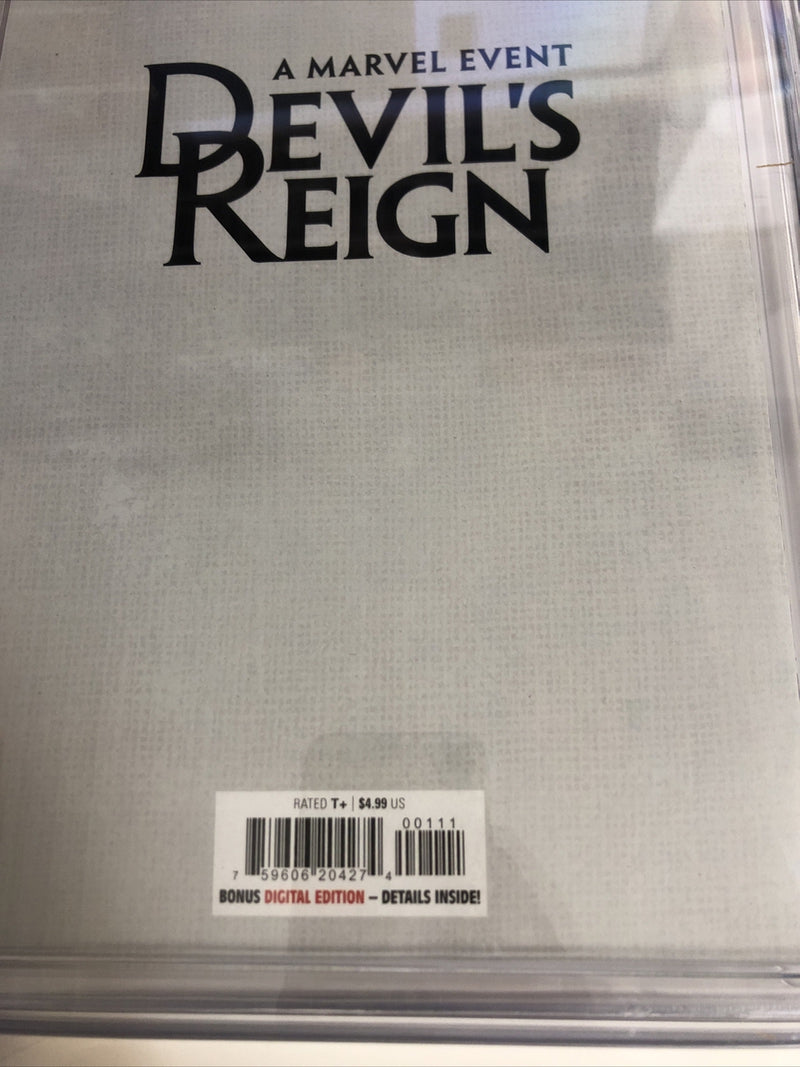 A MARVEL EVENT
DEVIL'S
REIGN
RATED T+ | $4.99 US
00111
7 59606 20427 4
BONUS DIGITAL EDITION – DETAILS INSIDE!